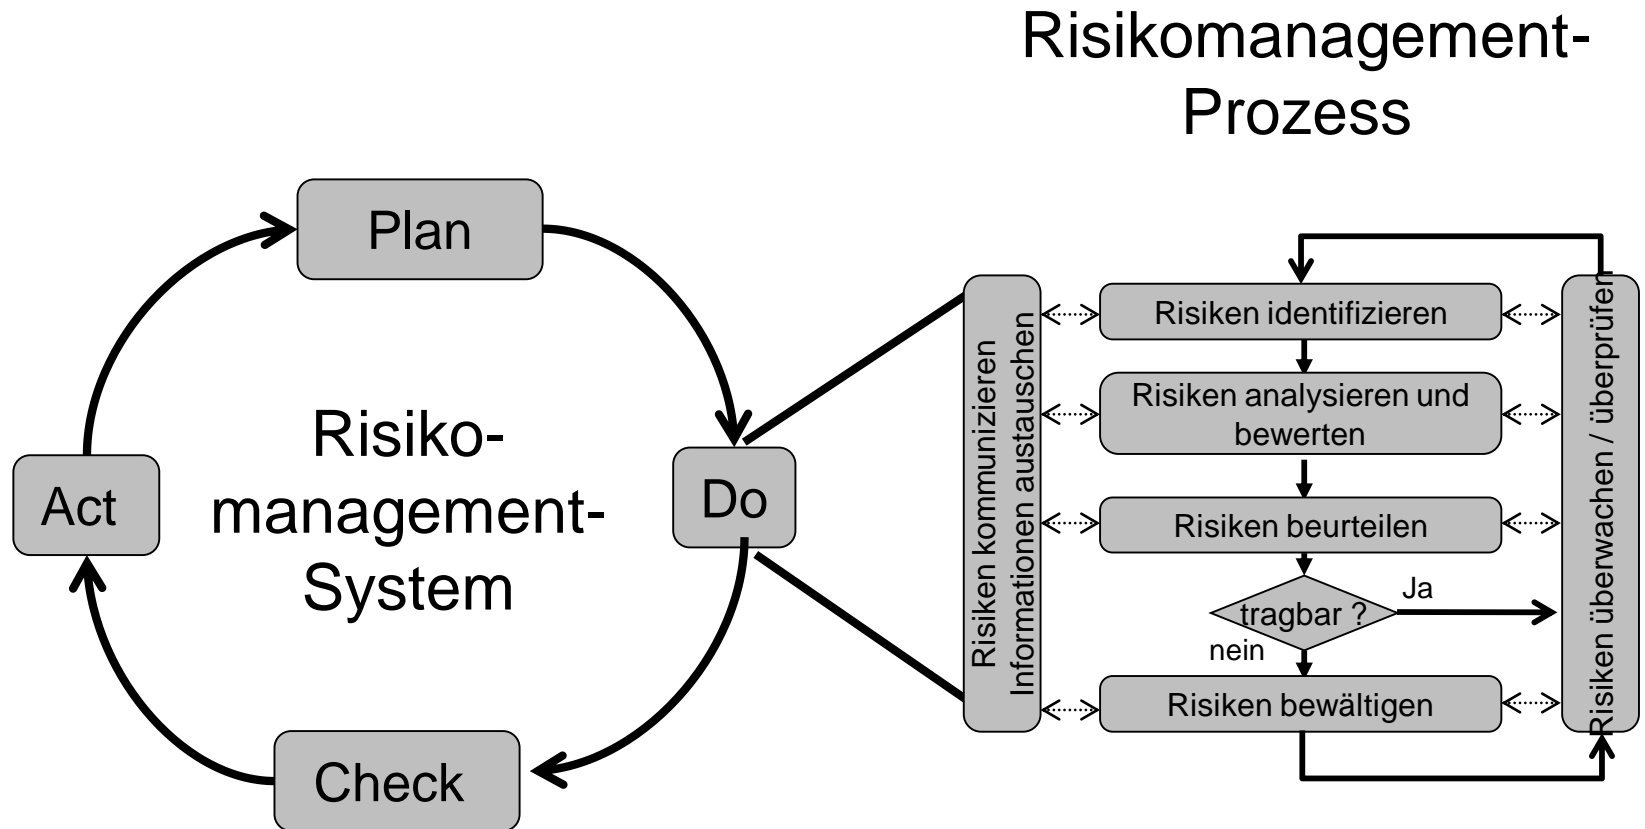 Risikomanagement-
Prozess
Plan
Do
Check
Act
Risiko-
management-
System
Risiken kommunizieren
Informationen austauschen
Risiken identifizieren
Risiken analysieren und
bewerten
Risiken beurteilen
tragbar ?
Ja
nein
Risiken bewältigen
Risiken überwachen / überprüfen